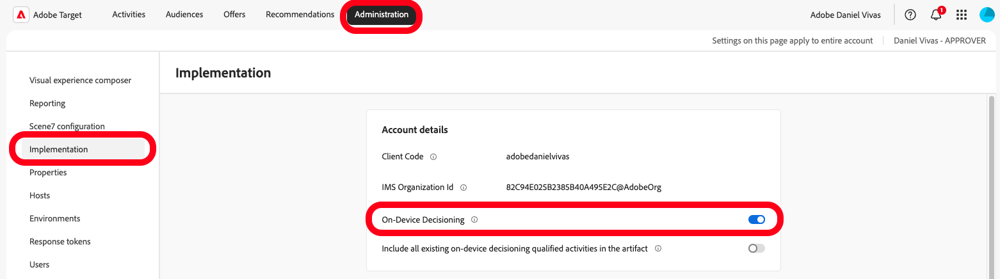 Adobe Target Activities Audiences Offers Recommendations Administration Adobe Daniel Vivas 1
Settings on this page apply to entire account Daniel Vivas - APPROVER
Visual experience composer
Reporting
Scene7 configuration
Implementation
Properties
Hosts
Environments
Response tokens
Users
Implementation
Account details
Client Code adobedanielvivas
IMS Organization Id 82C94E025B2385B40A495E2C@AdobeOrg
On-Device Decisioning
Include all existing on-device decisioning qualified activities in the artifact